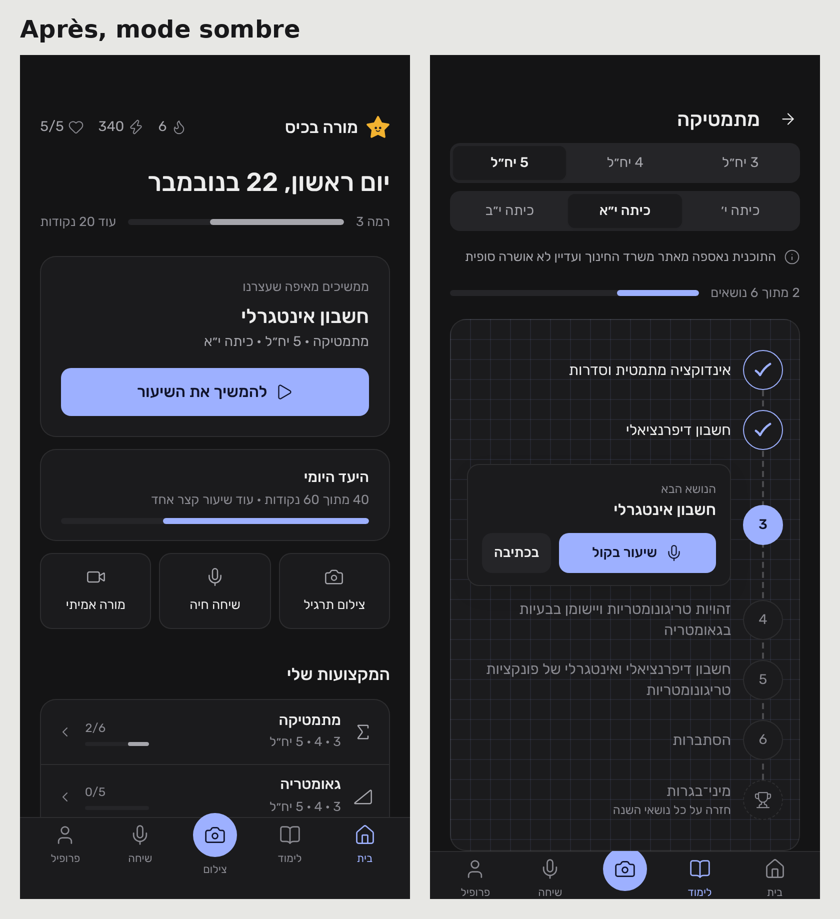 Après, mode sombre
מורה בכיס
6
340
5/5
יום ראשון, 22 בנובמבר
רמה 3
עוד 20 נקודות
ממשיכים מאיפה שעצרנו
חשבון אינטגרלי
מתמטיקה • 5 יח״ל • כיתה י״א
להמשיך את השיעור
היעד היומי
40 מתוך 60 נקודות • עוד שיעור קצר אחד
צילום תרגיל
שיחה חיה
מורה אמיתי
המקצועות שלי
מתמטיקה
3 • 4 • 5 יח״ל
2/6
גאומטריה
3 • 4 • 5 יח״ל
0/5
בית
לימוד
צילום
שיחה
פרופיל
מתמטיקה
3 יח״ל
4 יח״ל
5 יח״ל
כיתה י׳
כיתה י״א
כיתה י״ב
התוכנית נאספה מאתר משרד החינוך ועדיין לא אושרה סופית
2 מתוך 6 נושאים
אינדוקציה מתמטית וסדרות
חשבון דיפרנציאלי
3
הנושא הבא
חשבון אינטגרלי
שיעור בקול
בכתיבה
4
זהויות טריגונומטריות ויישומן בבעיות
בגאומטריה
5
חשבון דיפרנציאלי ואינטגרלי של פונקציות
טריגונומטריות
6
הסתברות
מיני־בגרות
חזרה על כל נושאי השנה
בית
לימוד
שיחה
פרופיל